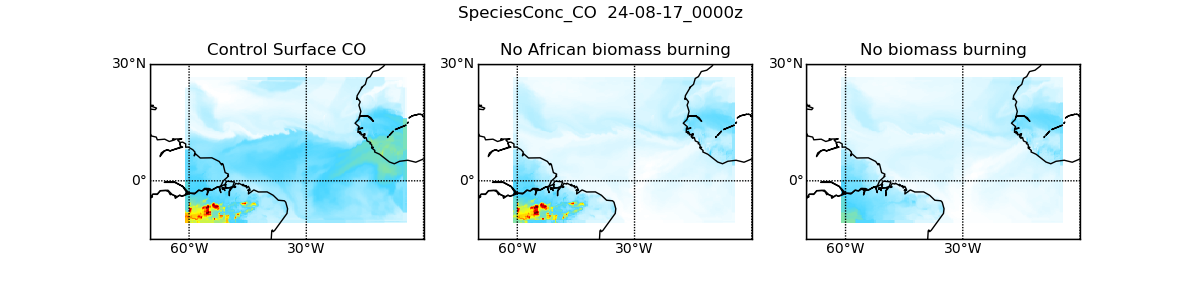 SpeciesConc_CO 24-08-17_0000z
Control Surface CO
No African biomass burning
No biomass burning
30°N
30°N
30°N
0°
0°
0°
60°W
30°W
60°W
30°W
60°W
30°W